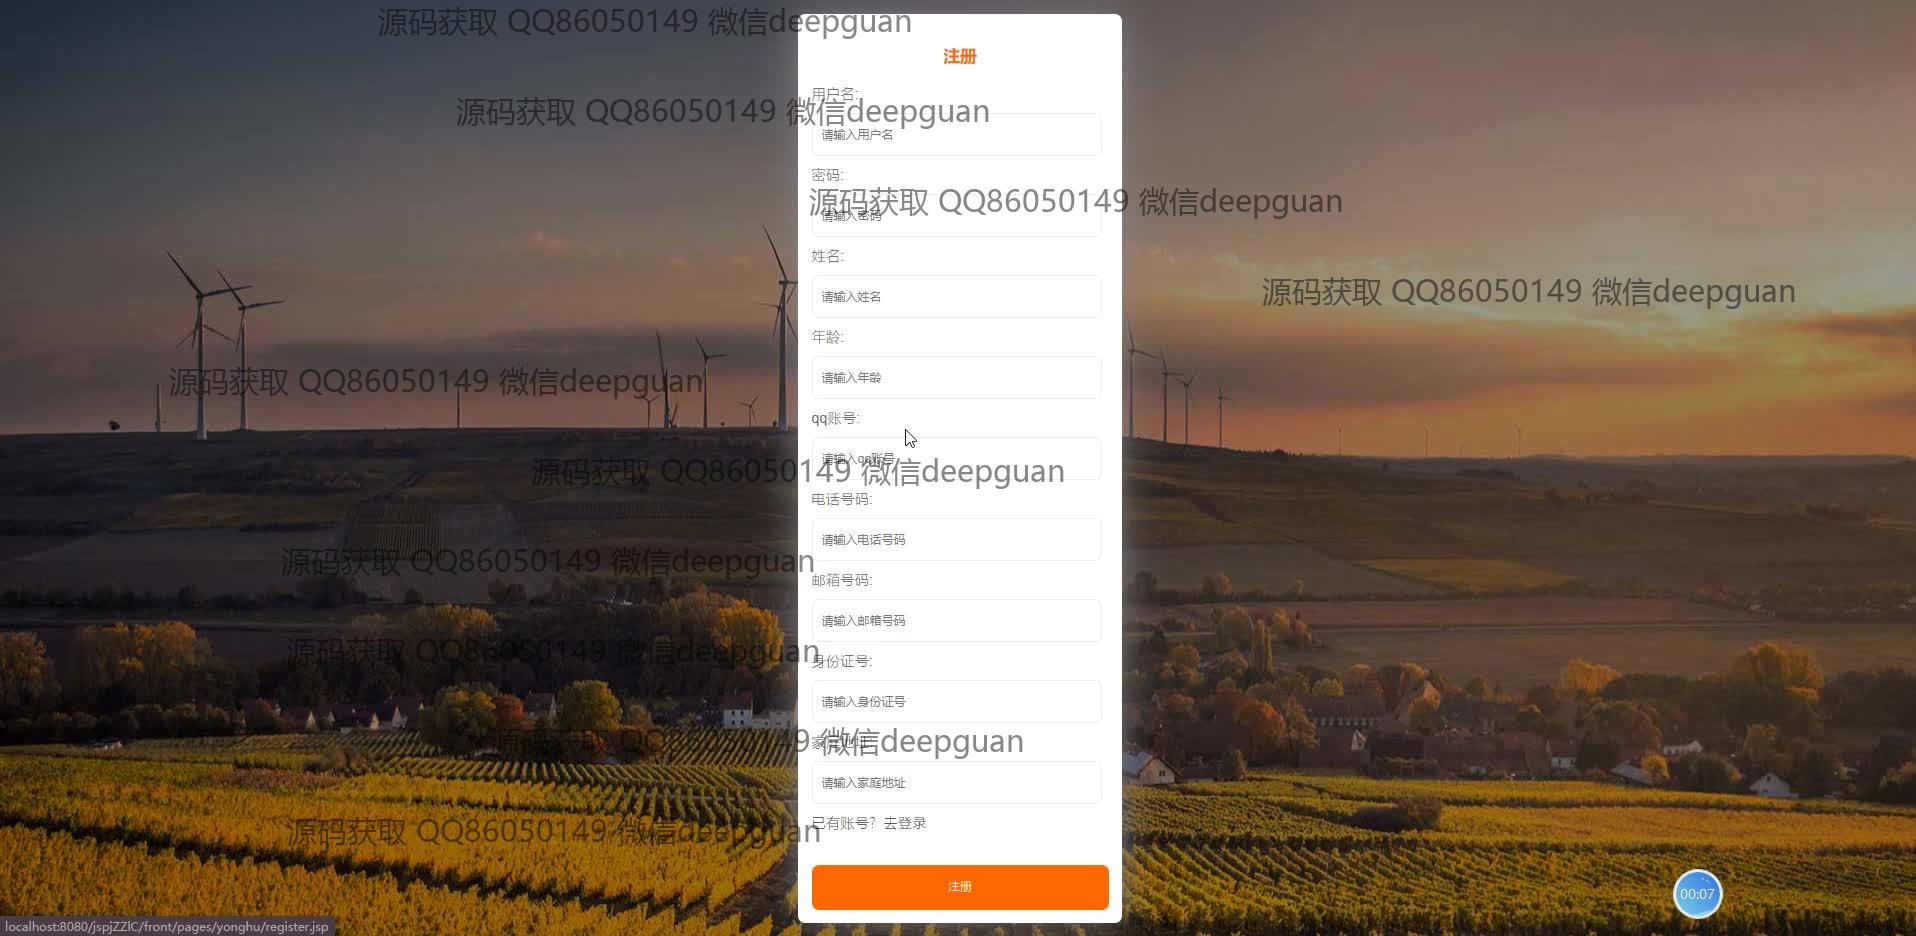 源码获取 QQ86050149 微信deepguan
注册
用户名:
源码获取 QQ86050149 微信deepguan
请输入用户名
密码:
源码获取 QQ86050149 微信deepguan
请输入密码
姓名:
源码获取 QQ86050149 微信deepguan
请输入姓名
年龄:
请输入年龄
源码获取 QQ86050149 微信deepguan
qq账号:
请输入qq账号
源码获取 QQ86050149 微信deepguan
电话号码:
请输入电话号码
源码获取 QQ86050149 微信deepguan
邮箱号码:
请输入邮箱号码
源码获取 QQ86050149 微信deepguan
身份证号:
请输入身份证号
源码获取 QQ86050149 微信deepguan
家庭地址:
请输入家庭地址
已有账号? 去登录
源码获取 QQ86050149 微信deepguan
注册
00:07
localhost:8080/jspjZZlC/front/pages/yonghu/register.jsp